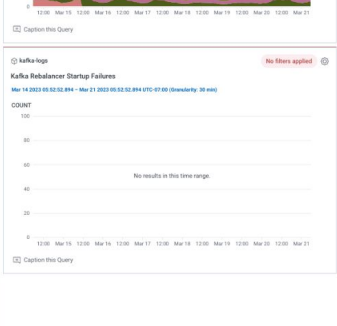 0
12:00 Mar 15 12:00 Mar 16 12:00 Mar 17 12:00 Mar 18 12:00 Mar 19 12:00 Mar 20 12:00 Mar 21
Caption this Query
kafka-logs No filters applied
Kafka Rebalancer Startup Failures
Mar 14 2023 05:52:52.894 – Mar 21 2023 05:52:52.894 UTC-07:00 (Granularity: 30 min)
COUNT
100
80
60
No results in this time range
40
20
0
12:00 Mar 15 12:00 Mar 16 12:00 Mar 17 12:00 Mar 18 12:00 Mar 19 12:00 Mar 20 12:00 Mar 21
Caption this Query